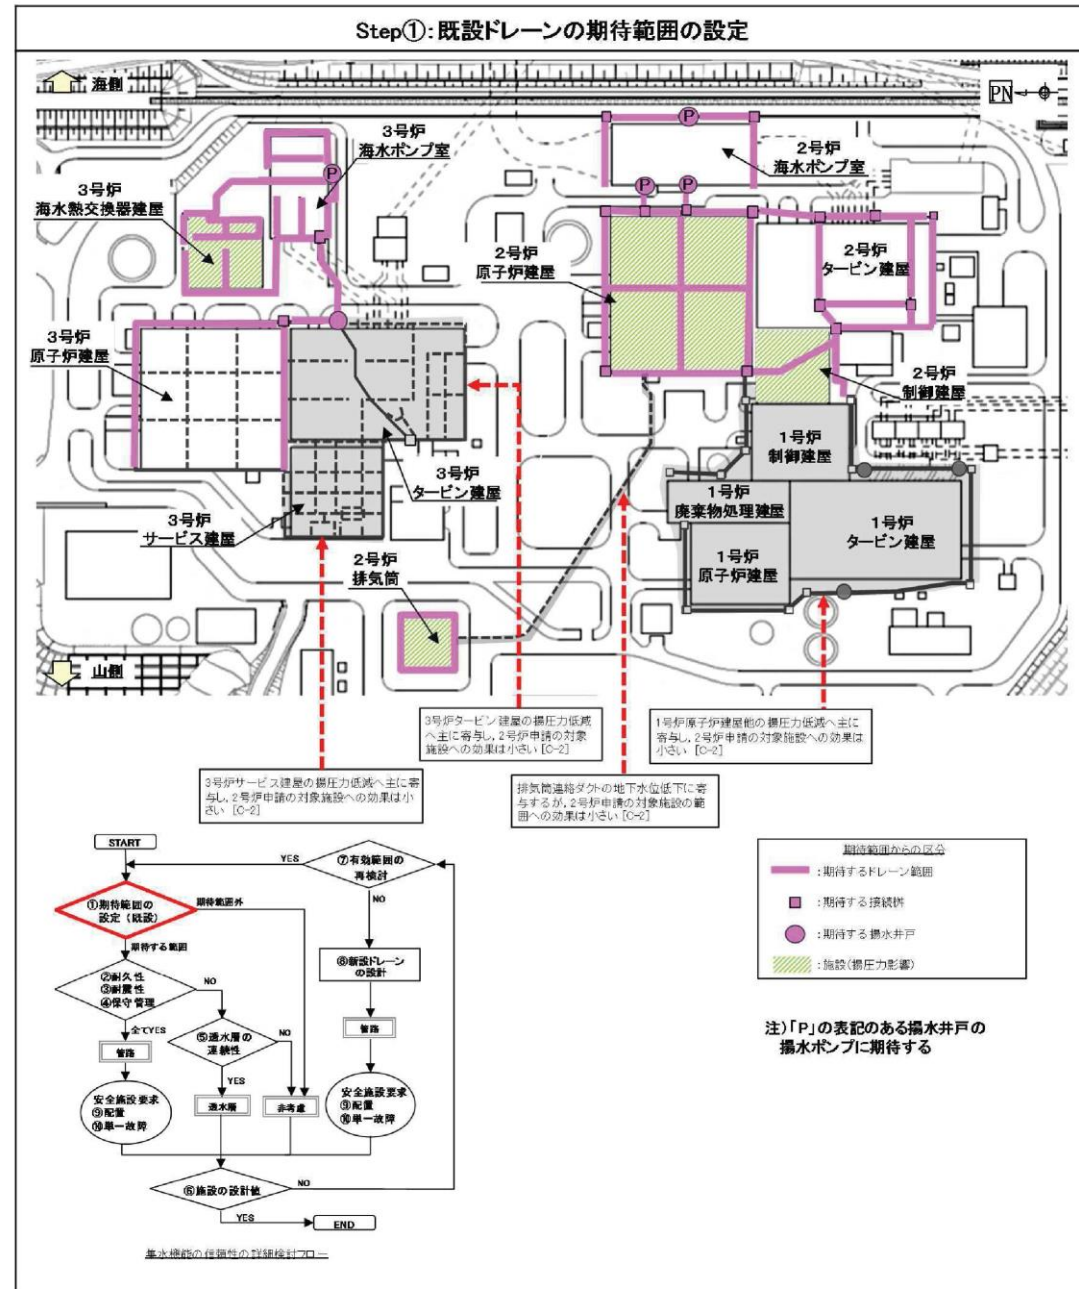 Step①:既設ドレーンの期待範囲の設定
海側
PN
3号炉
海水ポンプ室
2号炉
海水ポンプ室
3号炉
海水熱交換器建屋
P
P
P
P
2号炉
原子炉建屋
2号炉
タービン建屋
3号炉
原子炉建屋
2号炉
制御建屋
1号炉
制御建屋
3号炉
タービン建屋
1号炉
廃棄物処理建屋
3号炉
サービス建屋
1号炉
タービン建屋
2号炉
排気筒
1号炉
原子炉建屋
山側
3号炉タービン建屋の揚圧力低減
へ主に寄与し,2号炉申請の対象
施設への効果は小さい [C-2]
1号炉原子炉建屋他の揚圧力低減へ主に
寄与し,2号炉申請の対象施設への効果は
小さい [C-2]
3号炉サービス建屋の揚圧力低減へ主に寄
与し,2号炉申請の対象施設への効果は小
さい [C-2]
排気筒連絡ダクトの地下水位低下に寄
与するが,2号炉申請の対象施設の範
囲への効果は小さい [C-2]
START
YES
⑦有効範囲の
再検討
NO
①期待範囲の
設定(既設)
期待範囲外
期待する範囲
⑧新設ドレーン
の設計
②耐久性
③耐震性
④保守管理
NO
全てYES
⑤透水層の
連続性
NO
管路
管路
YES
安全施設要求
⑨配置
⑩単一故障
透水層
非考慮
安全施設要求
⑨配置
⑩単一故障
⑥施設の設計値
NO
YES
END
集水機能の信頼性の詳細検討フロー
期待範囲からの区分
:期待するドレーン範囲
:期待する接続桝
:期待する揚水井戸
:施設(揚圧力影響)
注)「P」の表記のある揚水井戸の
揚水ポンプに期待する